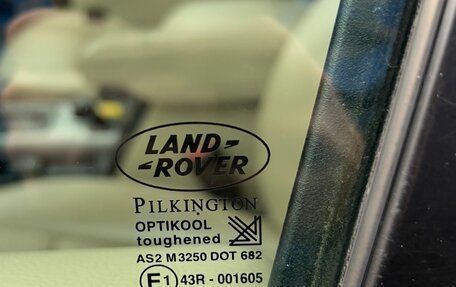 LAND-
-ROVER
PILKINGTON
OPTIKOOL
toughened
AS2 M3250 DOT 682
E1 43R - 001605